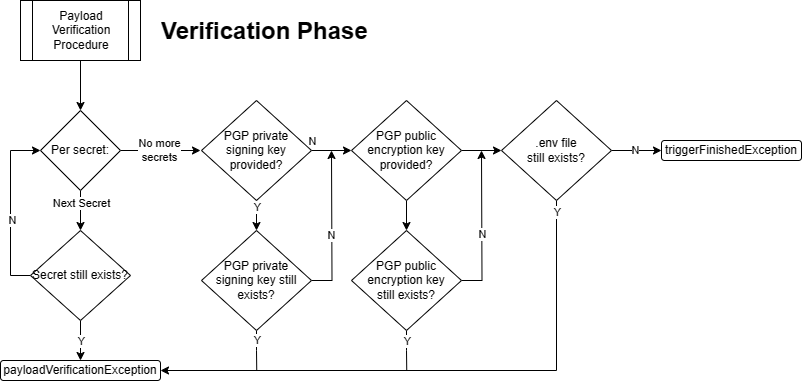 Payload
Verification
Procedure
Verification Phase
Per secret:
No more
secrets
PGP private
signing key
provided?
N
PGP public
encryption key
provided?
.env file
still exists?
N
triggerFinishedException
Next Secret
N
Y
N
N
Y
Secret still exists?
PGP private
signing key still
exists?
PGP public
encryption key
still exists?
Y
Y
Y
payloadVerificationException